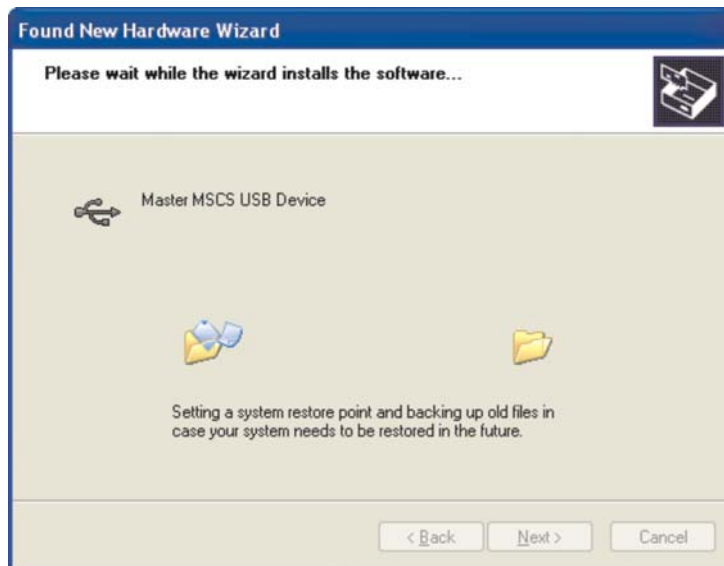 Found New Hardware Wizard
Please wait while the wizard installs the software...
Master MSCS USB Device
Setting a system restore point and backing up old files in
case your system needs to be restored in the future.
< Back Next > Cancel